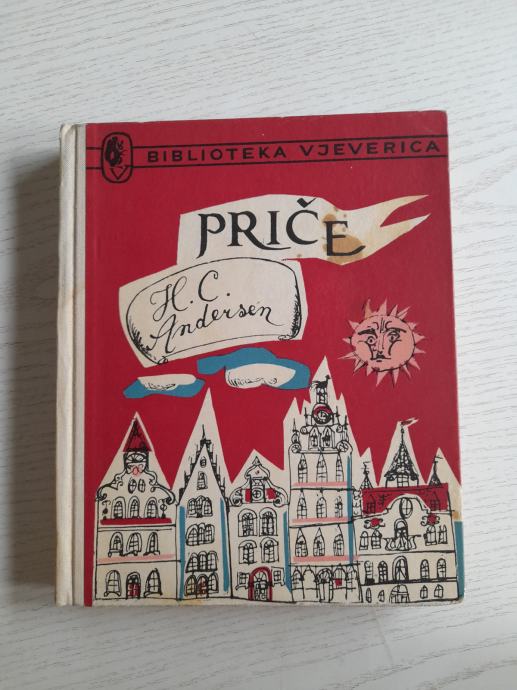 BIBLIOTEKA VJEVERICA
PRIČE
H. C.
Andersen